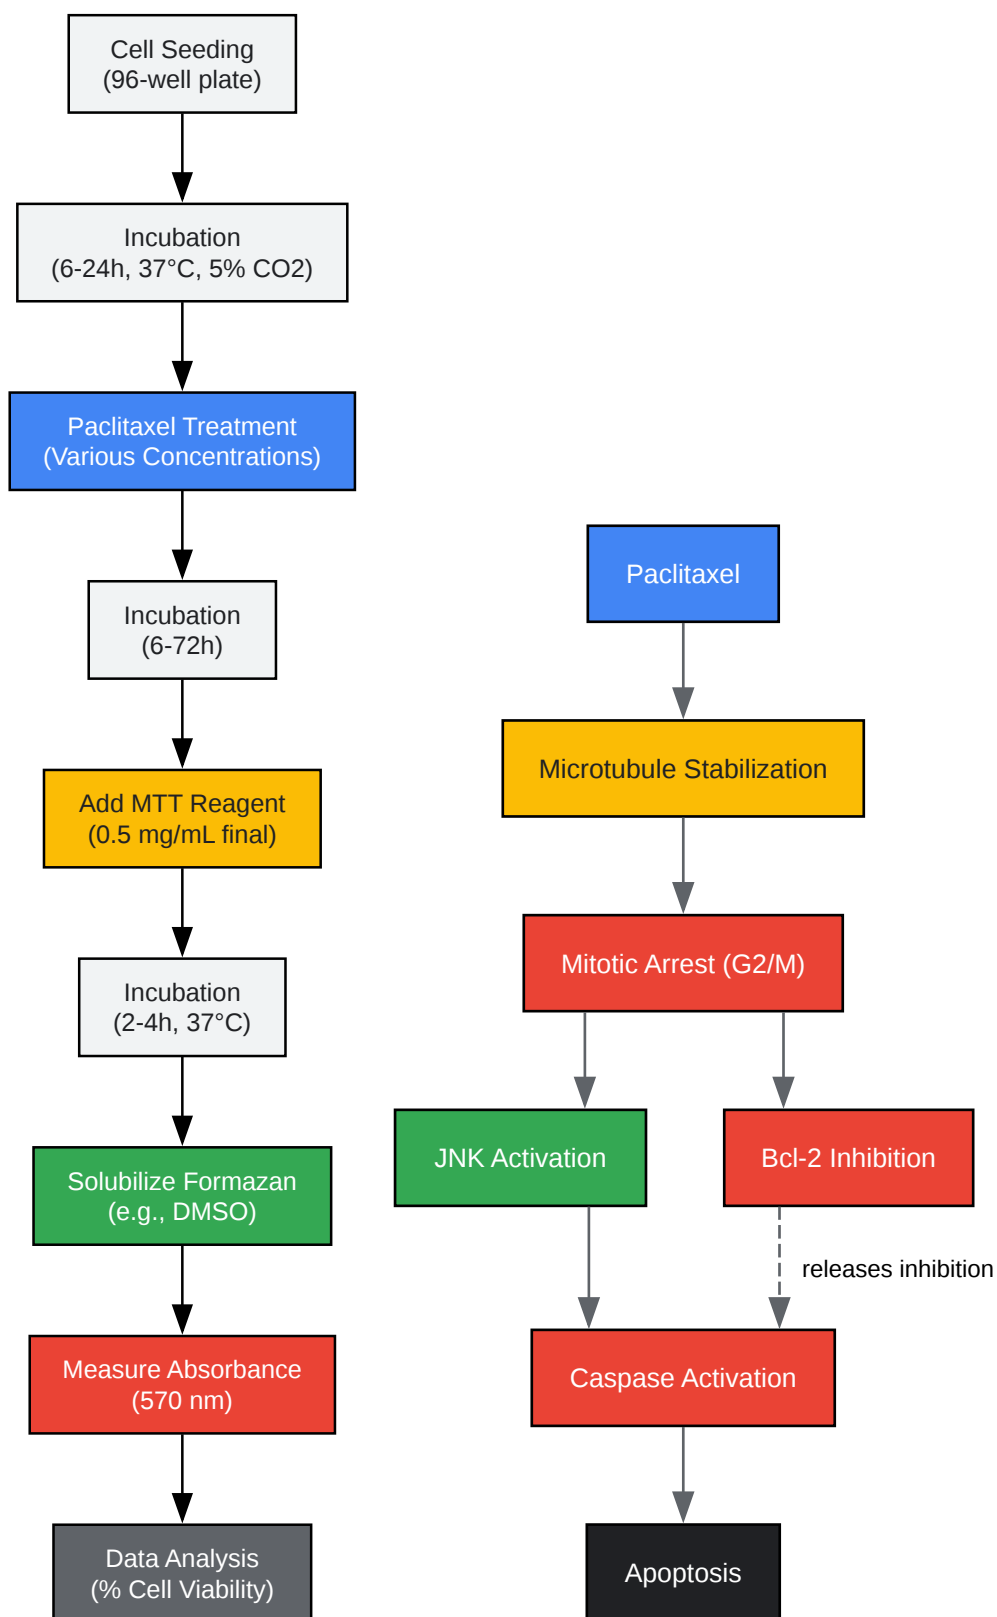 Cell Seeding
(96-well plate)
Incubation
(6-24h, 37°C, 5% CO2)
Paclitaxel Treatment
(Various Concentrations)
Incubation
(6-72h)
Add MTT Reagent
(0.5 mg/mL final)
Incubation
(2-4h, 37°C)
Solubilize Formazan
(e.g., DMSO)
Measure Absorbance
(570 nm)
Data Analysis
(% Cell Viability)
Paclitaxel
Microtubule Stabilization
Mitotic Arrest (G2/M)
JNK Activation
Bcl-2 Inhibition
releases inhibition
Caspase Activation
Apoptosis